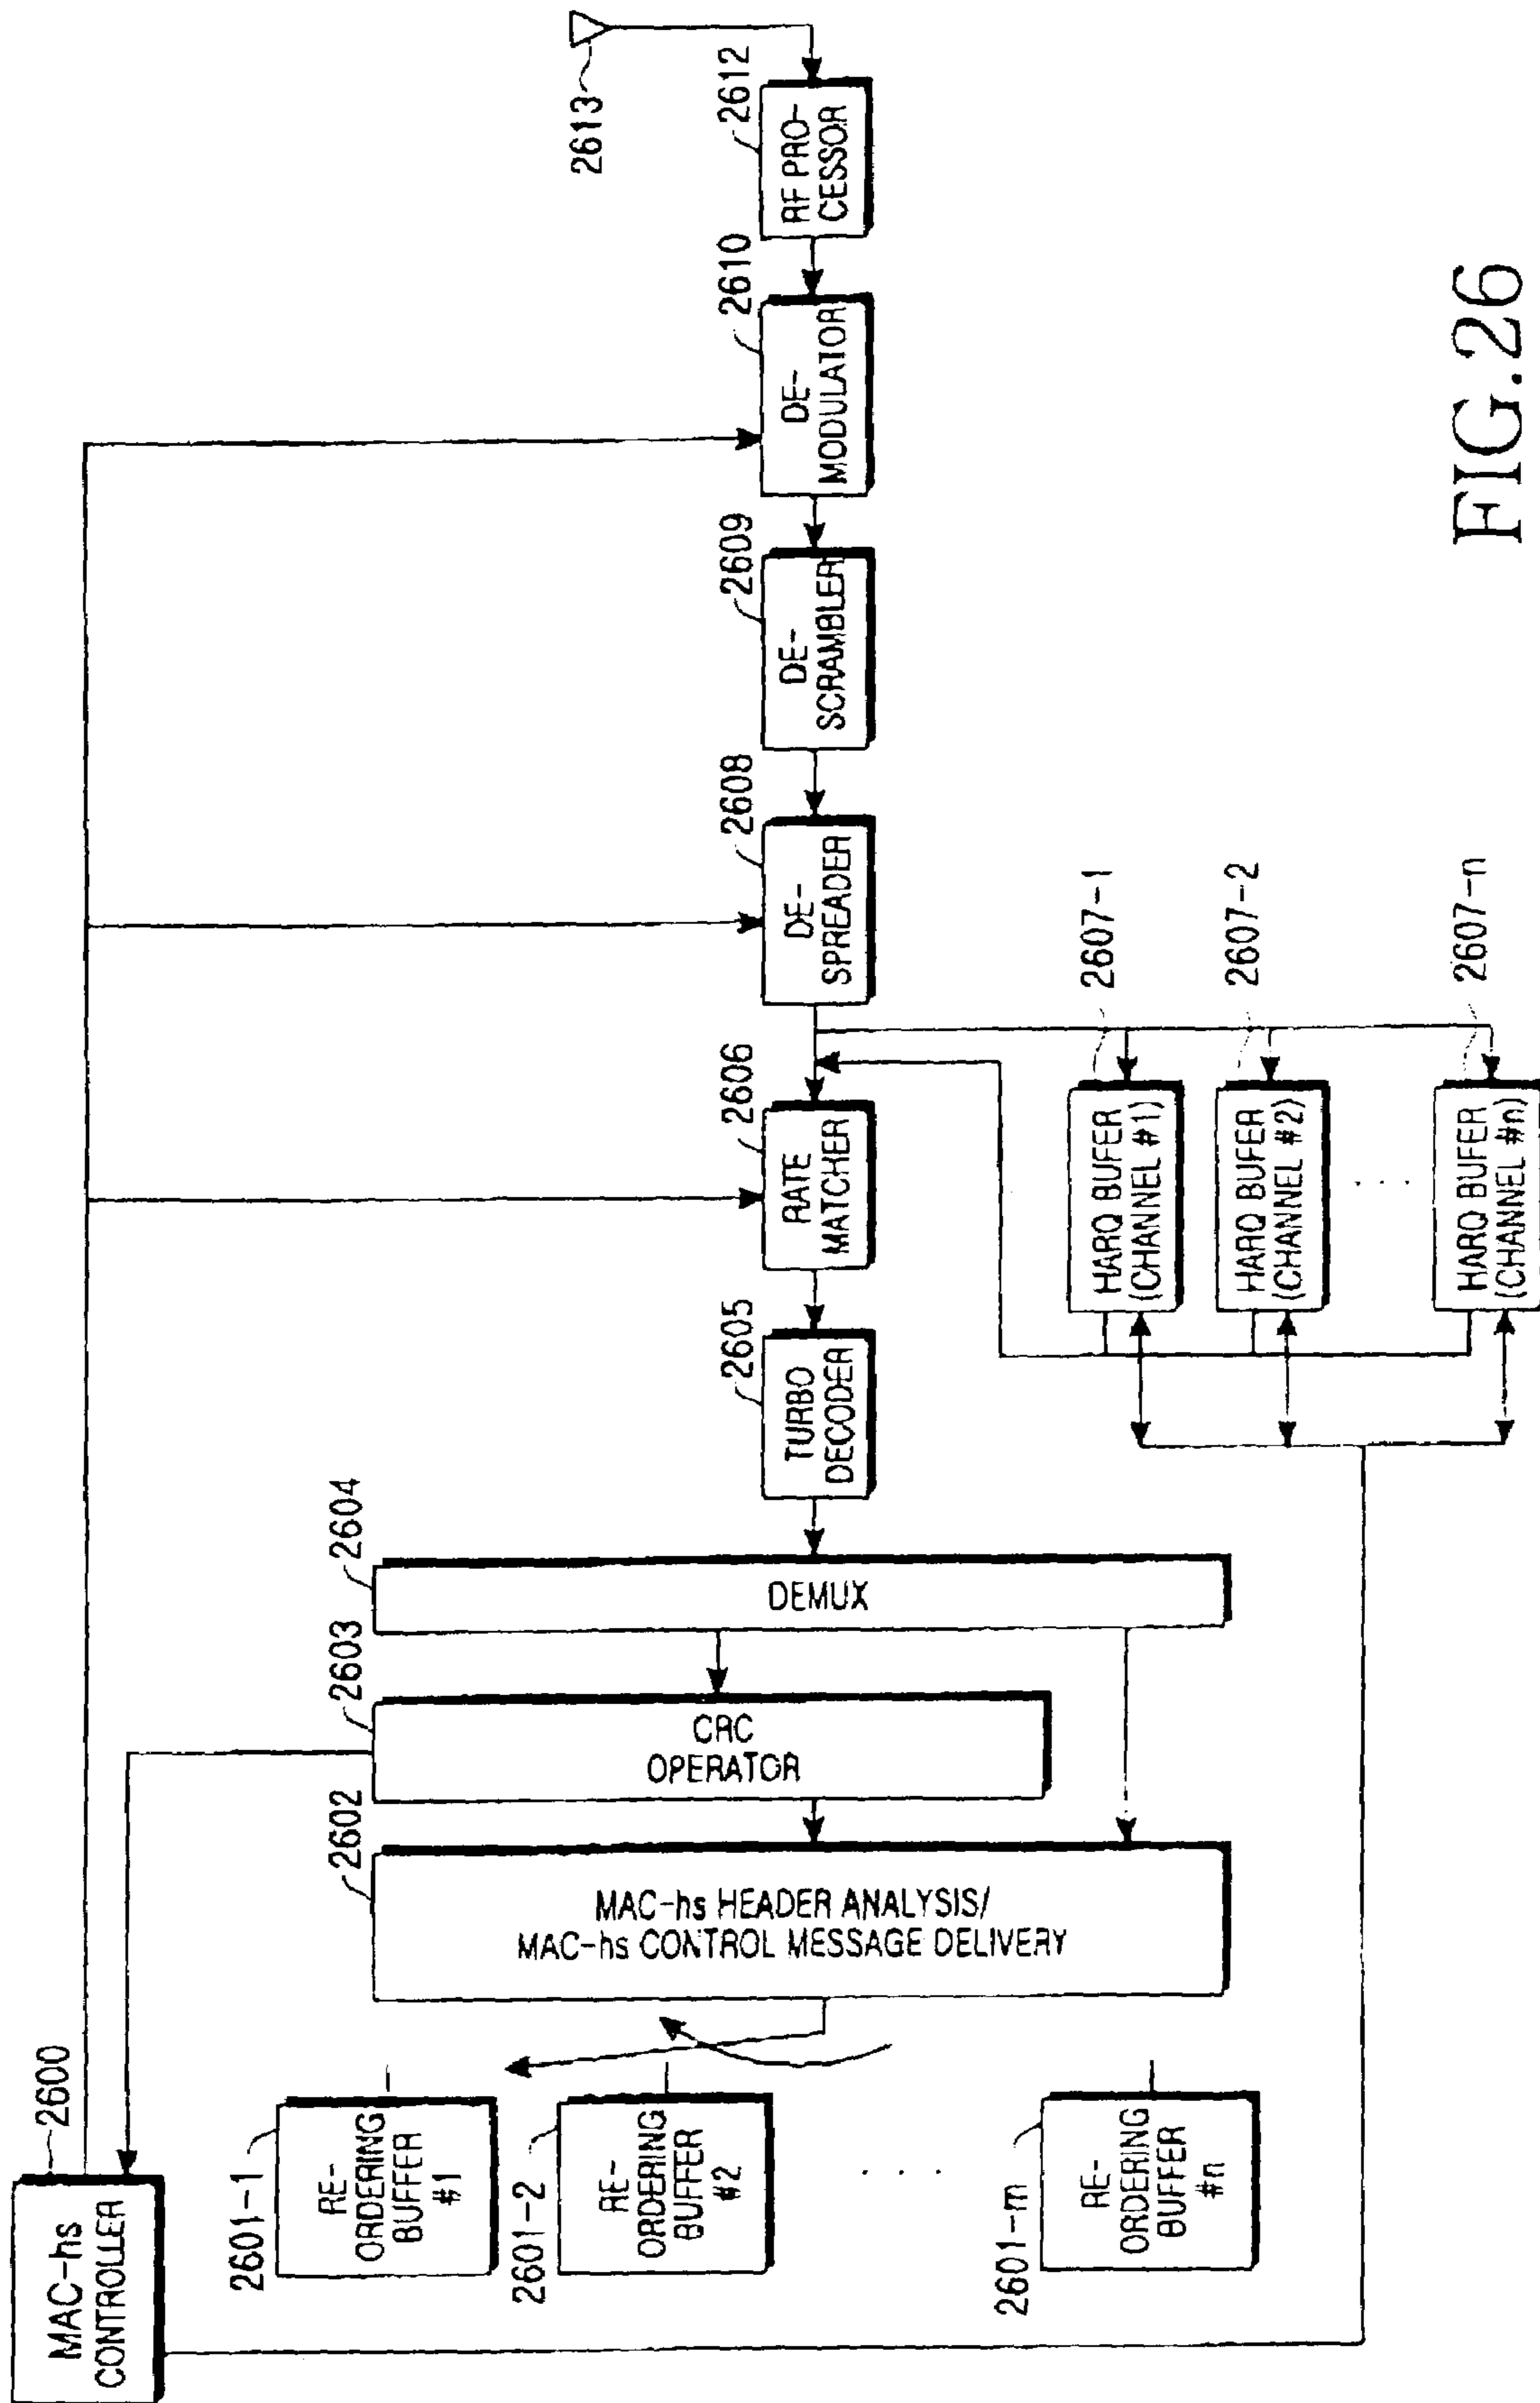 2600
MAC-hs
CONTROLLER
2601-1
RE-
ORDERING
BUFFER
#1
2601-2
RE-
ORDERING
BUFFER
#2
. . . .
2601-m
RE-
ORDERING
BUFFER
#n
2602
MAC-hs HEADER ANALYSIS/
MAC-hs CONTROL MESSAGE DELIVERY
2603
CRC
OPERATOR
2604
DEMUX
2605
TURBO
DECODER
2606
RATE
MATCHER
2608
DE-
SPREADER
2609
DE-
SCRAMBLER
2610
DE-
MODULATOR
2612
RF PRO-
CESSOR
2613
HARQ BUFER
(CHANNEL #1)
2607-1
HARQ BUFER
(CHANNEL #2)
2607-2
. . . .
HARQ BUFER
(CHANNEL #n)
2607-n
FIG.26